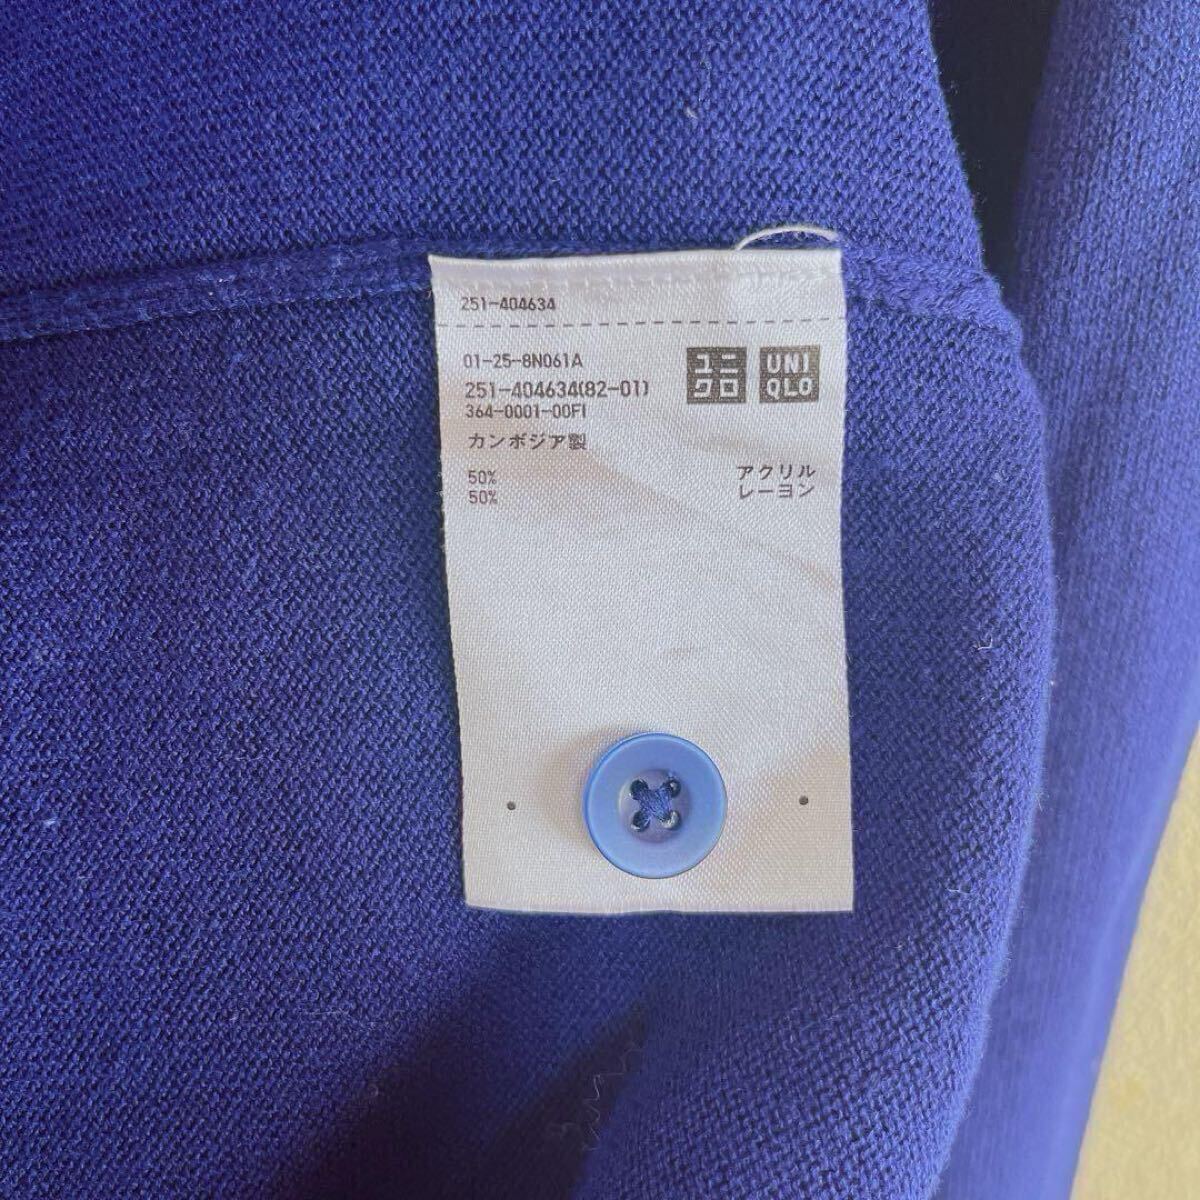 251-404634
01-25-8N061A
251-404634(82-01)
364-0001-00FI
ユニ
クロ
UNI
QLO
カンボジア製
50% アクリル
50% レーヨン